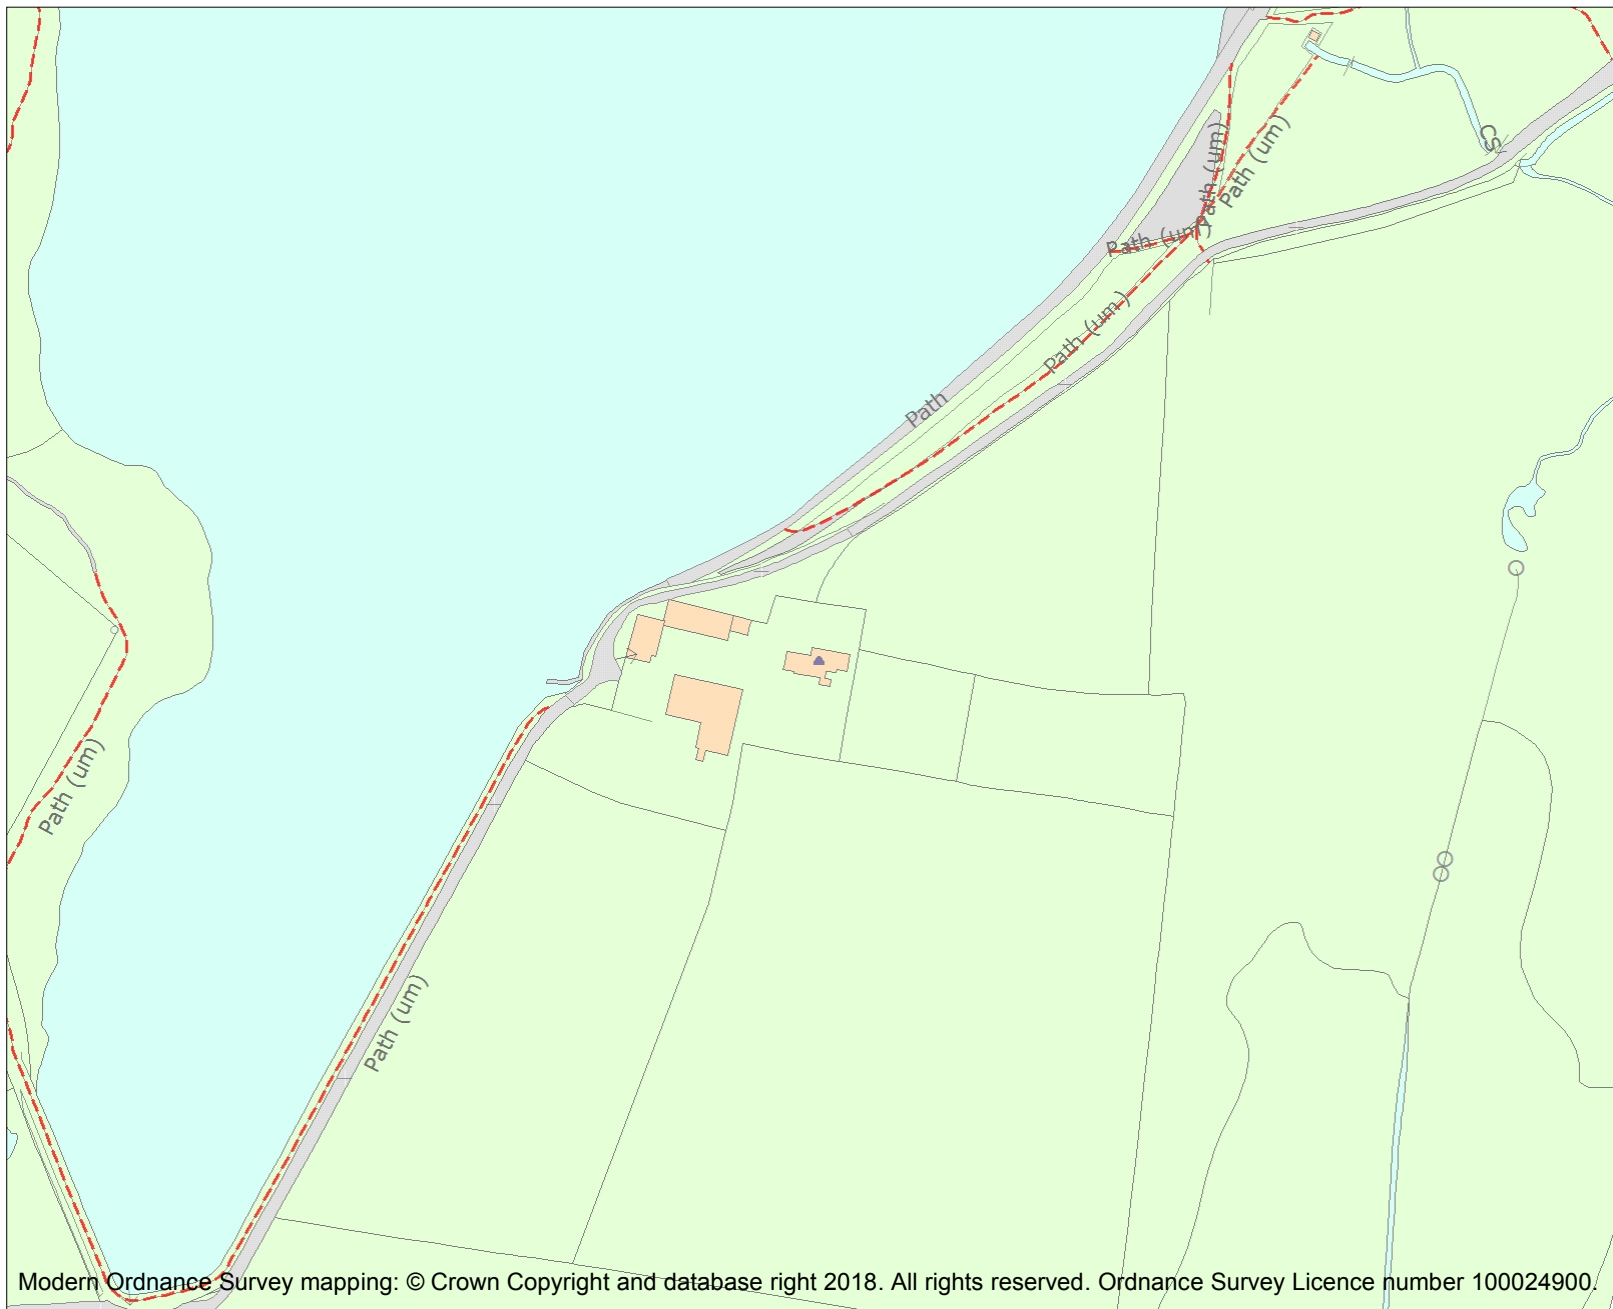 CS
Path (um)
Path (um)
Path (um)
Path (um)
Path
Path (um)
Path (um)
Modern Ordnance Survey mapping: © Crown Copyright and database right 2018. All rights reserved. Ordnance Survey Licence number 100024900.